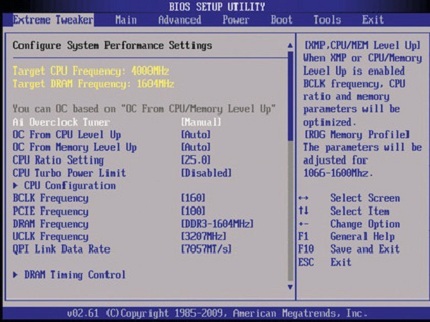 BIOS SETUP UTILITY
Extreme Tweaker Main Advanced Power Boot Tools Exit
Configure System Performance Settings
Target CPU Frequency: 4000MHz
Target DRAM Frequency: 1604MHz
You can OC based on "OC From CPU/Memory Level Up"
Ai Overclock Tuner [Manual]
OC From CPU Level Up [Auto]
OC From Memory Level Up [Auto]
CPU Ratio Setting [25.0]
CPU Turbo Power Limit [Disabled]
▶ CPU Configuration
BCLK Frequency [160]
PCIE Frequency [100]
DRAM Frequency [DDR3-1604MHz]
UCLK Frequency [3207MHz]
QPI Link Data Rate [7057MT/s]
▶ DRAM Timing Control
[XMP,CPU/MEM Level Up]
When XMP or CPU/Memory
Level Up is enabled
BCLK frequency, CPU
ratio and memory
parameters will be
optimized.
[ROG Memory Profile]
The parameters will be
adjusted for
1066-1600Mhz.
↔ Select Screen
↑↓ Select Item
+- Change Option
F1 General Help
F10 Save and Exit
ESC Exit
v02.61 (C)Copyright 1985-2009, American Megatrends, Inc.